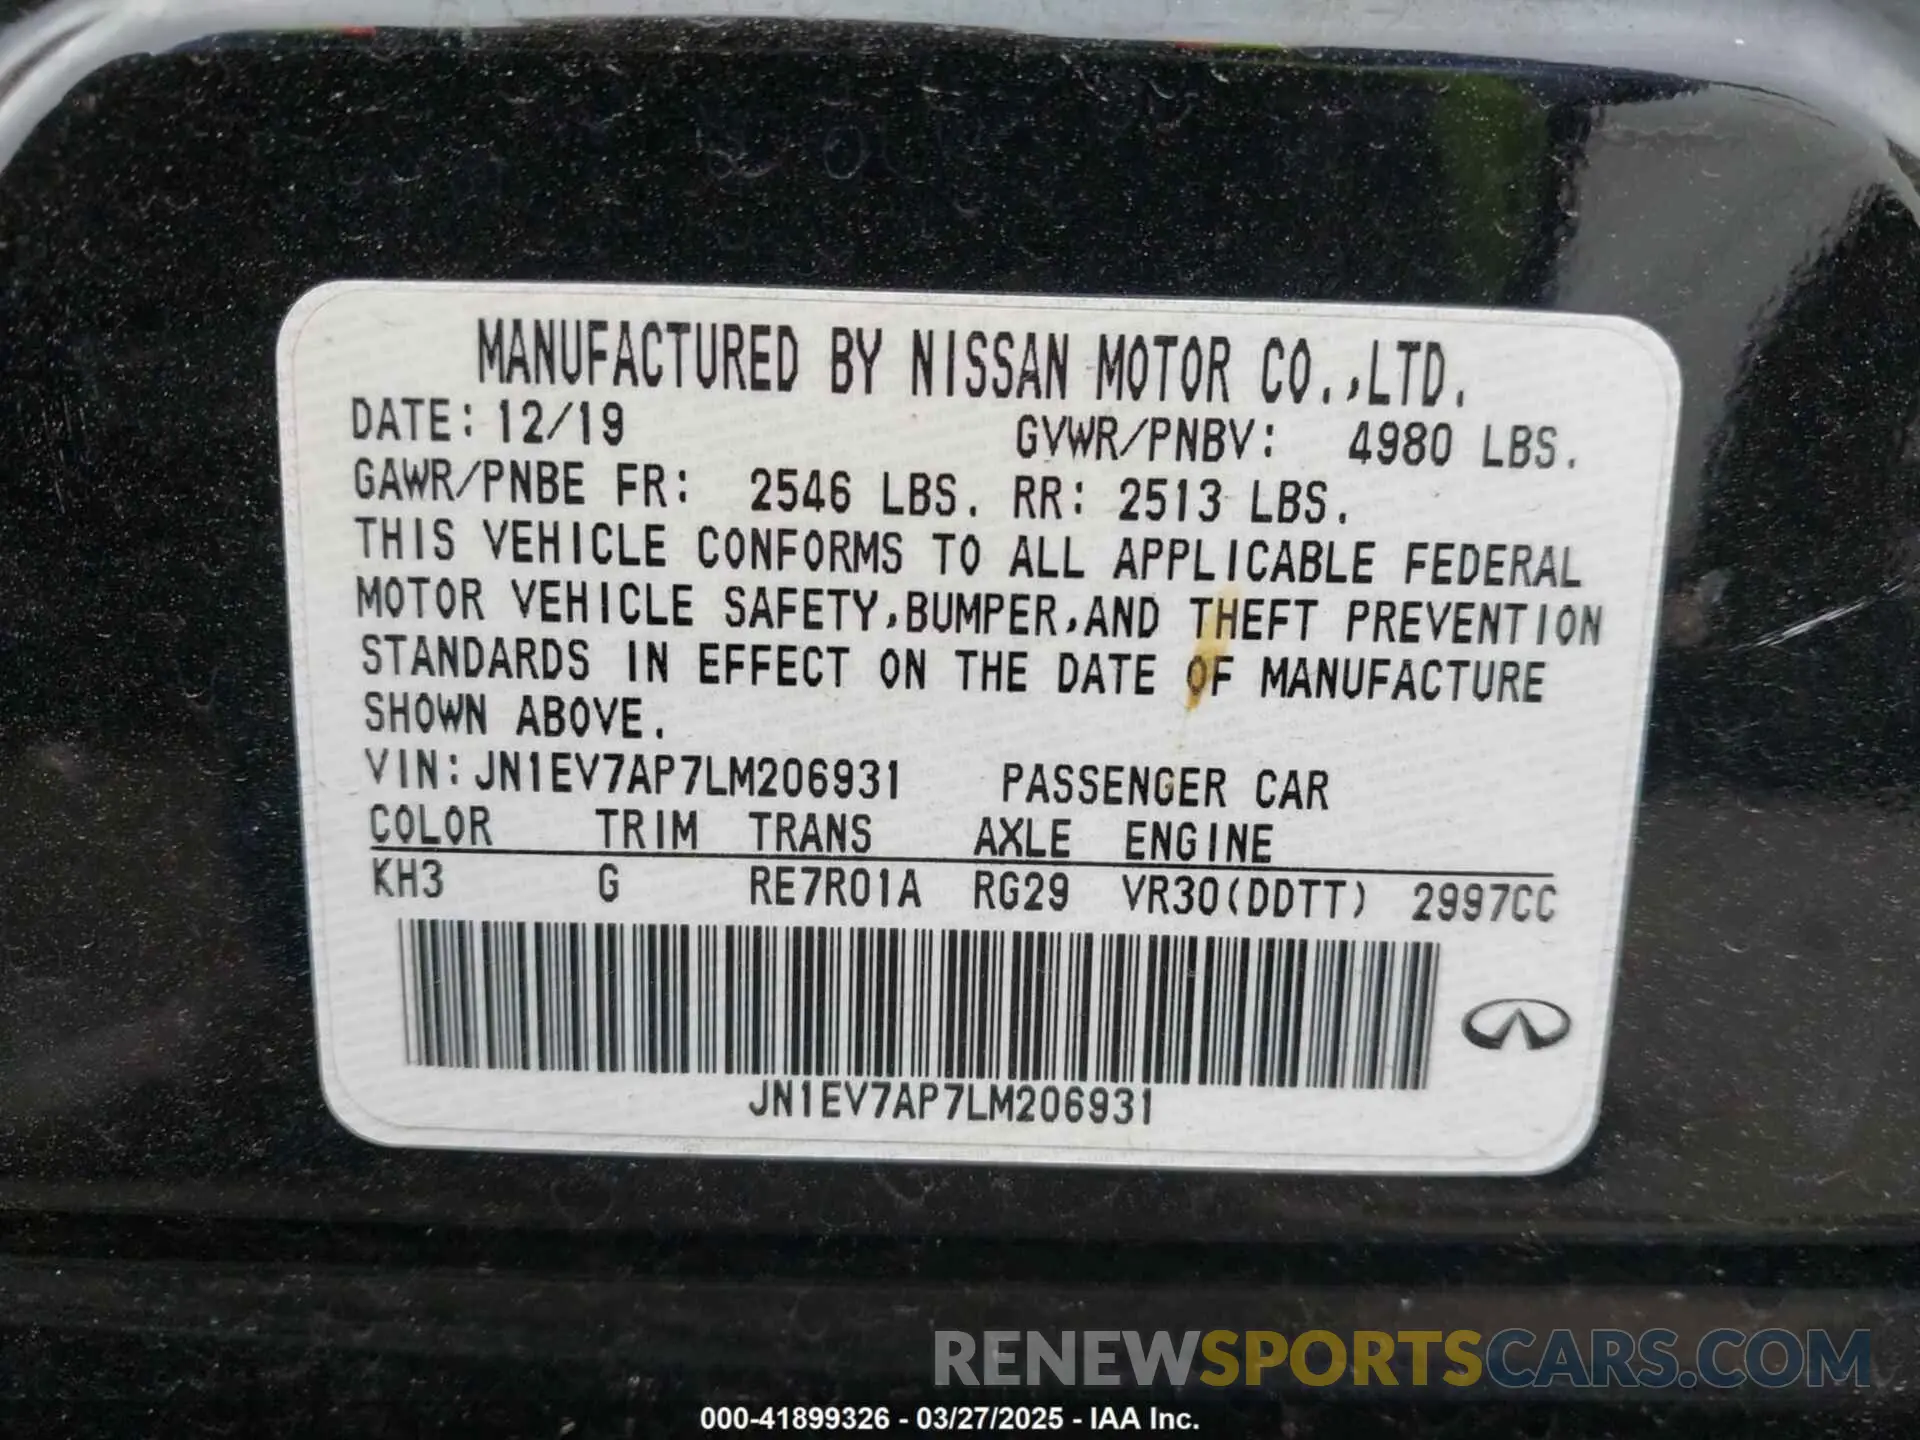 MANUFACTURED BY NISSAN MOTOR CO.,LTD.
DATE: 12/19 GVWR/PNBV: 4980 LBS.
GAWR/PNBE FR: 2546 LBS. RR: 2513 LBS.
THIS VEHICLE CONFORMS TO ALL APPLICABLE FEDERAL
MOTOR VEHICLE SAFETY,BUMPER,AND THEFT PREVENTION
STANDARDS IN EFFECT ON THE DATE OF MANUFACTURE
SHOWN ABOVE.
VIN:JN1EV7AP7LM206931 PASSENGER CAR
COLOR TRIM TRANS AXLE ENGINE
KH3 G RE7R01A RG29 VR30(DDTT) 2997CC
JN1EV7AP7LM206931
RENEWSPORTSCARS.COM
000-41899326 - 03/27/2025 - IAA Inc.